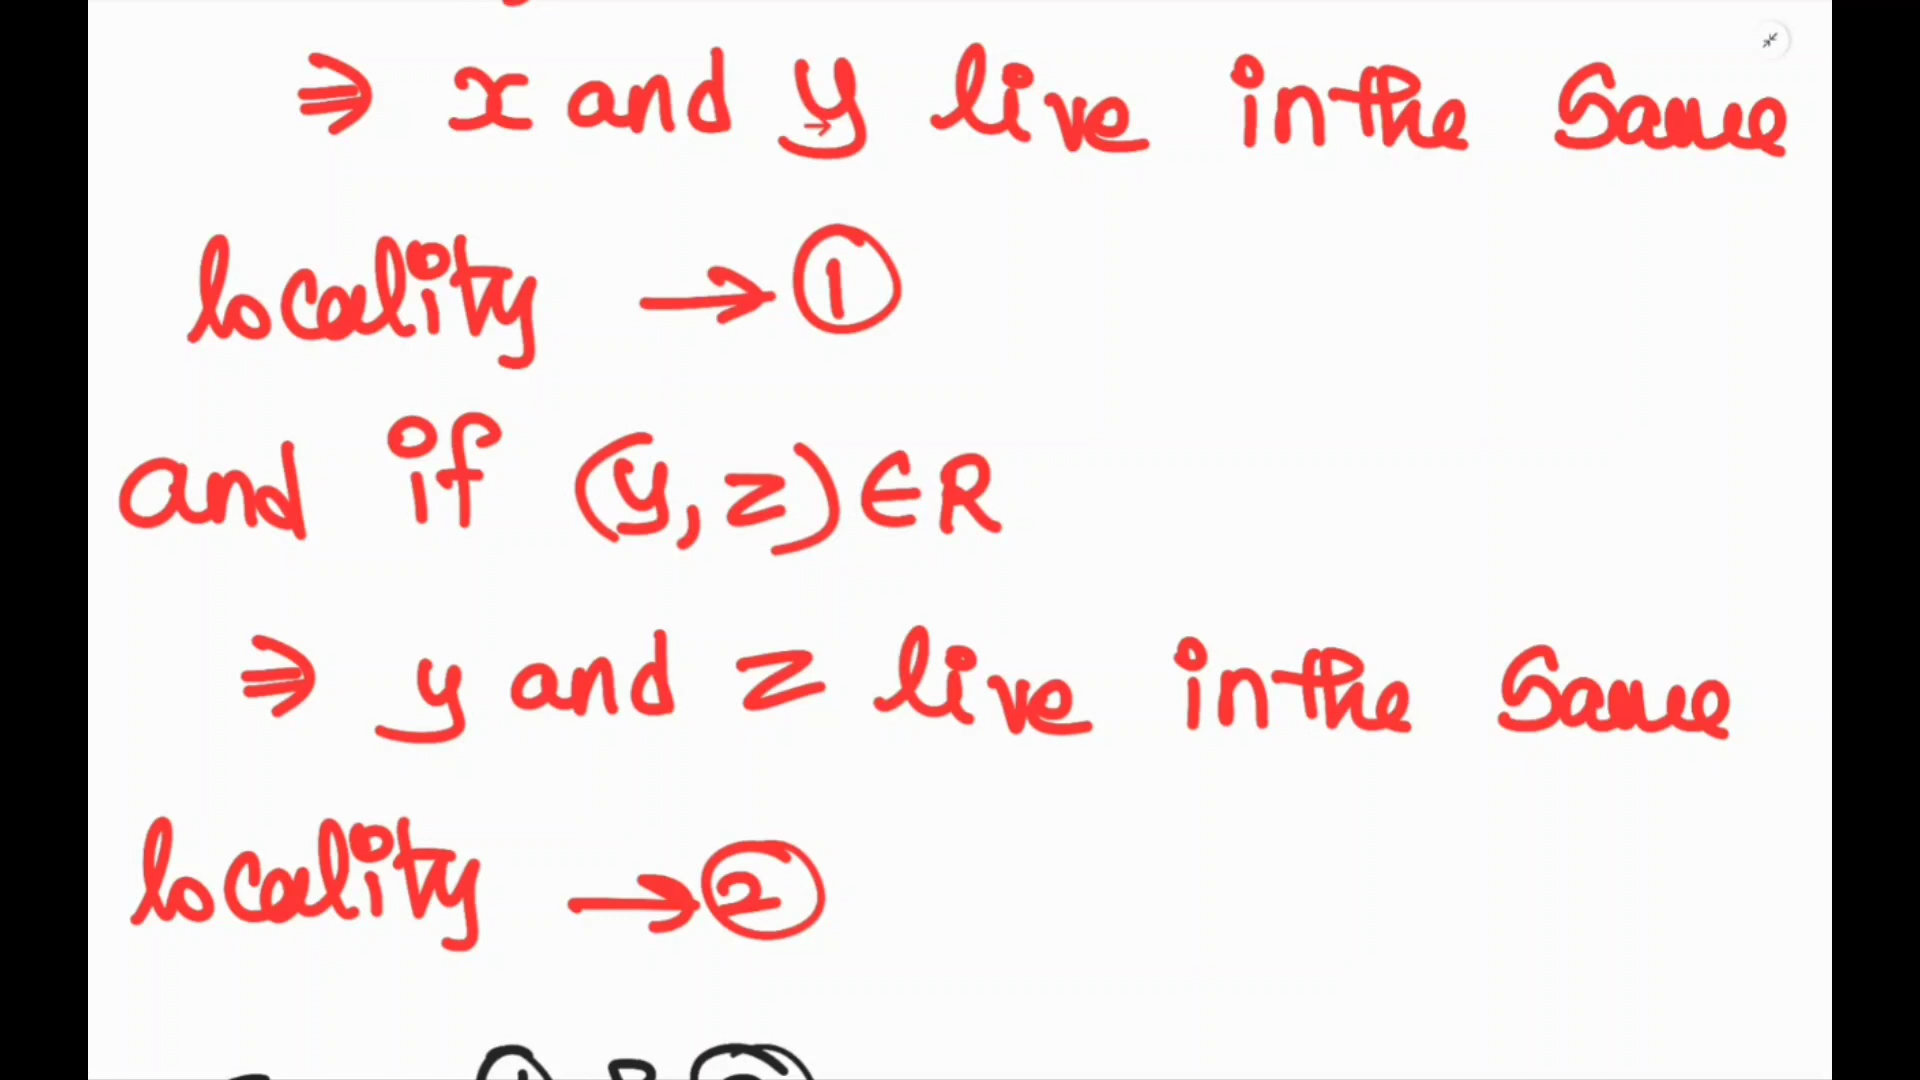 ⇒ x and y live in the same
locality → ①
and if (y, z) ∈ R
⇒ y and z live in the same
locality → ②